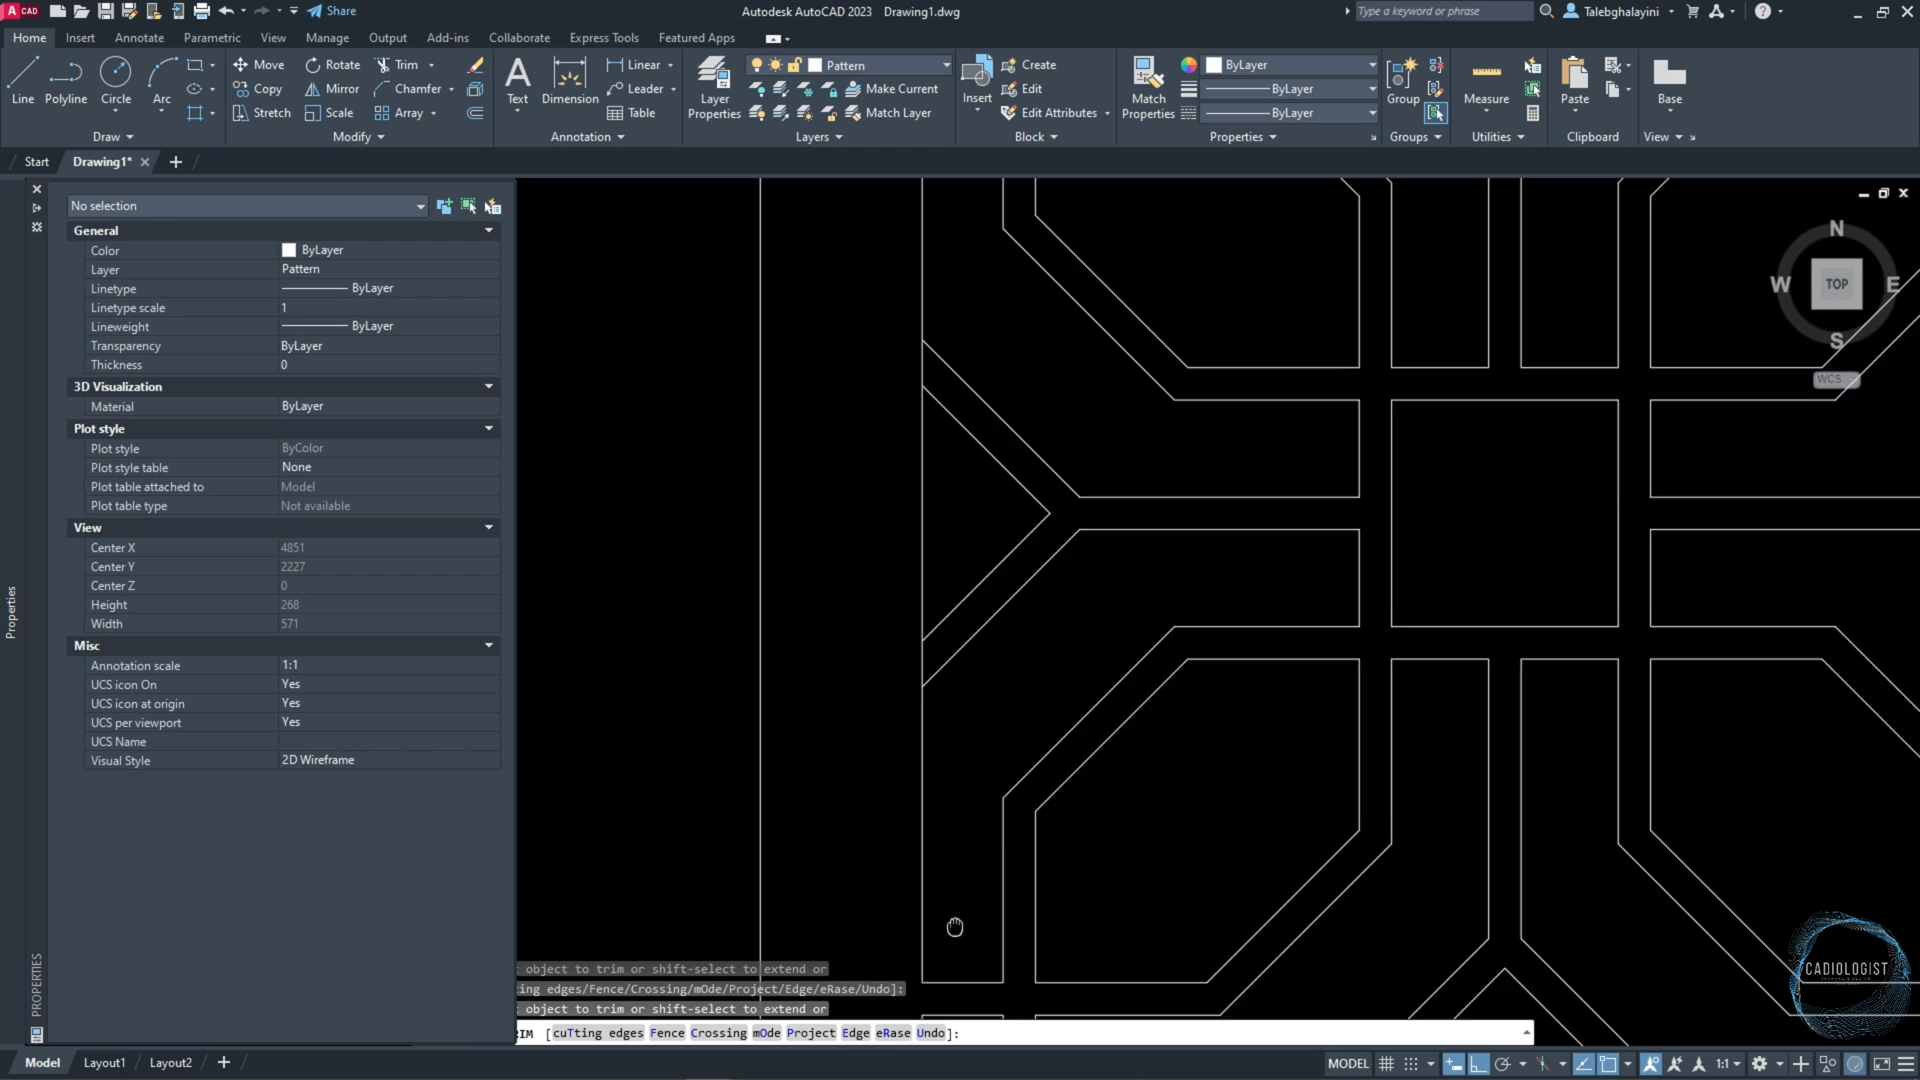 A CAD
Share
Autodesk AutoCAD 2023 Drawing1.dwg
Type a keyword or phrase
Talebghalayini
Home Insert Annotate Parametric View Manage Output Add-ins Collaborate Express Tools Featured Apps
Line
Polyline
Circle
Arc
Draw
Move
Rotate
Trim
Copy
Mirror
Chamfer
Stretch
Scale
Array
Modify
Text
Dimension
Linear
Leader
Table
Annotation
Layer
Properties
Pattern
Make Current
Match Layer
Layers
Insert
Create
Edit
Edit Attributes
Block
Match
Properties
ByLayer
ByLayer
ByLayer
Properties
Group
Groups
Measure
Utilities
Paste
Clipboard
Base
View
Start
Drawing1*
No selection
General
Color ByLayer
Layer Pattern
Linetype ByLayer
Linetype scale 1
Lineweight ByLayer
Transparency ByLayer
Thickness 0
3D Visualization
Material ByLayer
Plot style
Plot style ByColor
Plot style table None
Plot table attached to Model
Plot table type Not available
View
Center X 4851
Center Y 2227
Center Z 0
Height 268
Width 571
Misc
Annotation scale 1:1
UCS icon On Yes
UCS icon at origin Yes
UCS per viewport Yes
UCS Name
Visual Style 2D Wireframe
Properties
PROPERTIES
N
W TOP E
S
WCS
object to trim or shift-select to extend or
ing edges/Fence/Crossing/mOde/Project/Edge/eRase/Undo]:
object to trim or shift-select to extend or
IM [cuTting edges Fence Crossing mOde Project Edge eRase Undo]:
CADIOLOGIST
Model Layout1 Layout2
MODEL
1:1